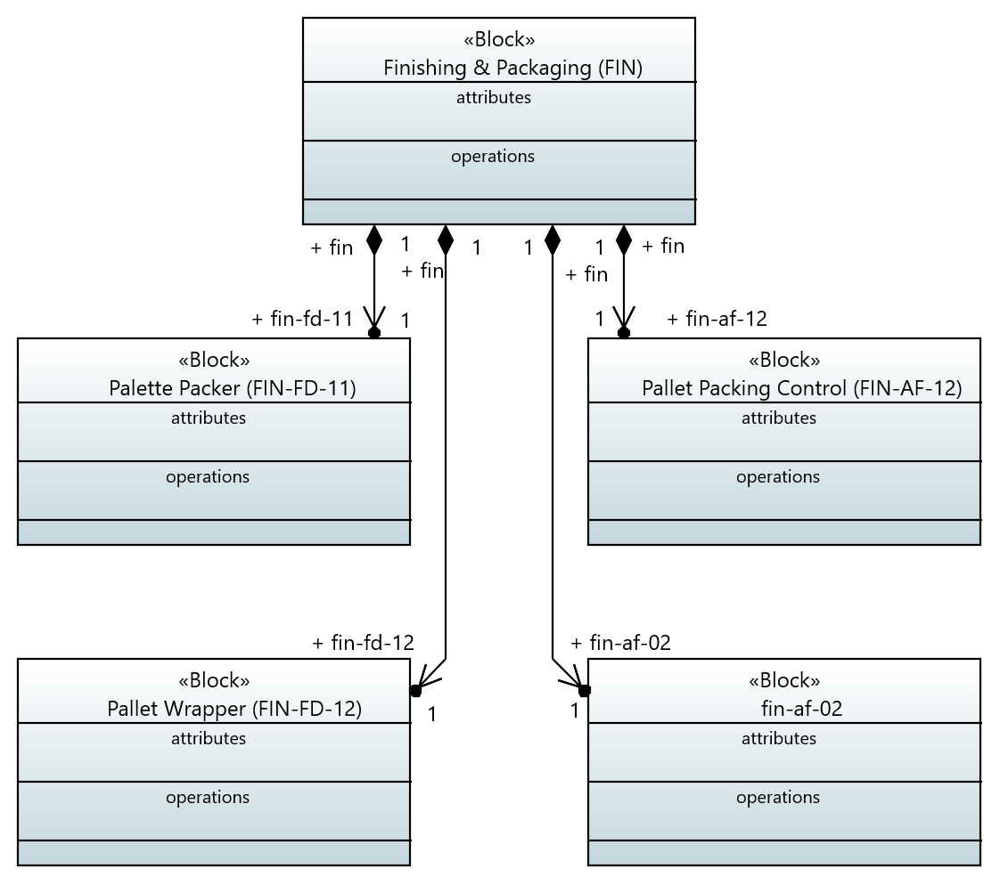 «Block»
Finishing & Packaging (FIN)
attributes
operations
+ fin
1
+ fin
1
1
+ fin
1
+ fin
+ fin-fd-11
1
1
+ fin-af-12
«Block»
Palette Packer (FIN-FD-11)
attributes
operations
«Block»
Pallet Packing Control (FIN-AF-12)
attributes
operations
+ fin-fd-12
1
+ fin-af-02
1
«Block»
Pallet Wrapper (FIN-FD-12)
attributes
operations
«Block»
fin-af-02
attributes
operations